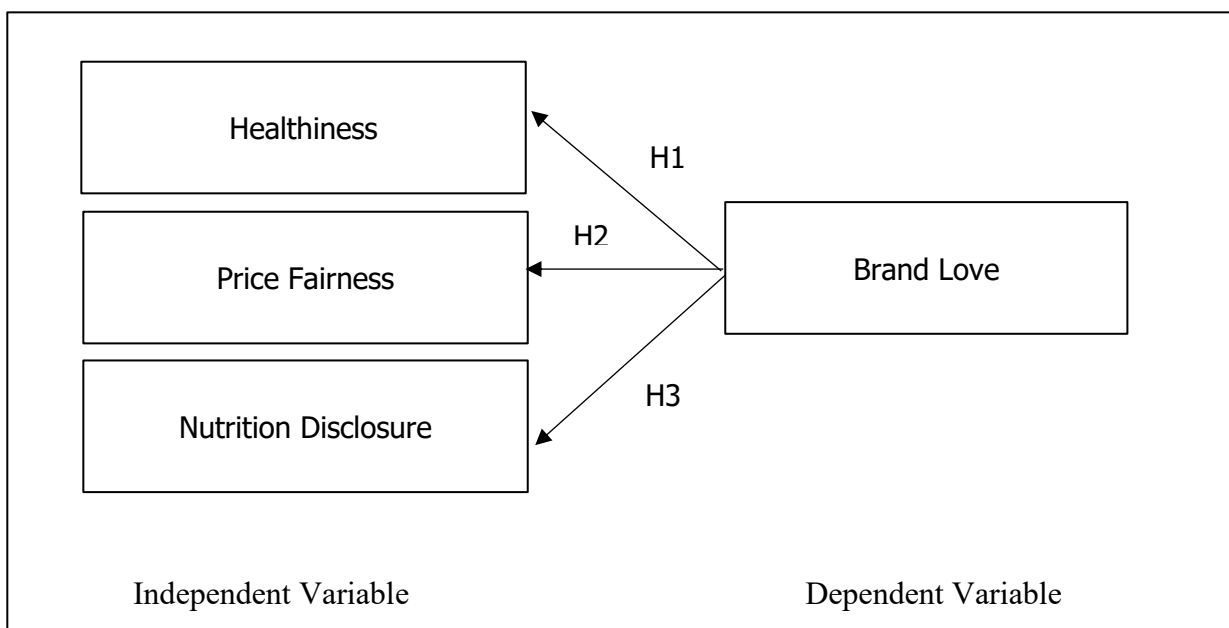 Healthiness
H1
H2
Price Fairness
Brand Love
H3
Nutrition Disclosure
Independent Variable
Dependent Variable